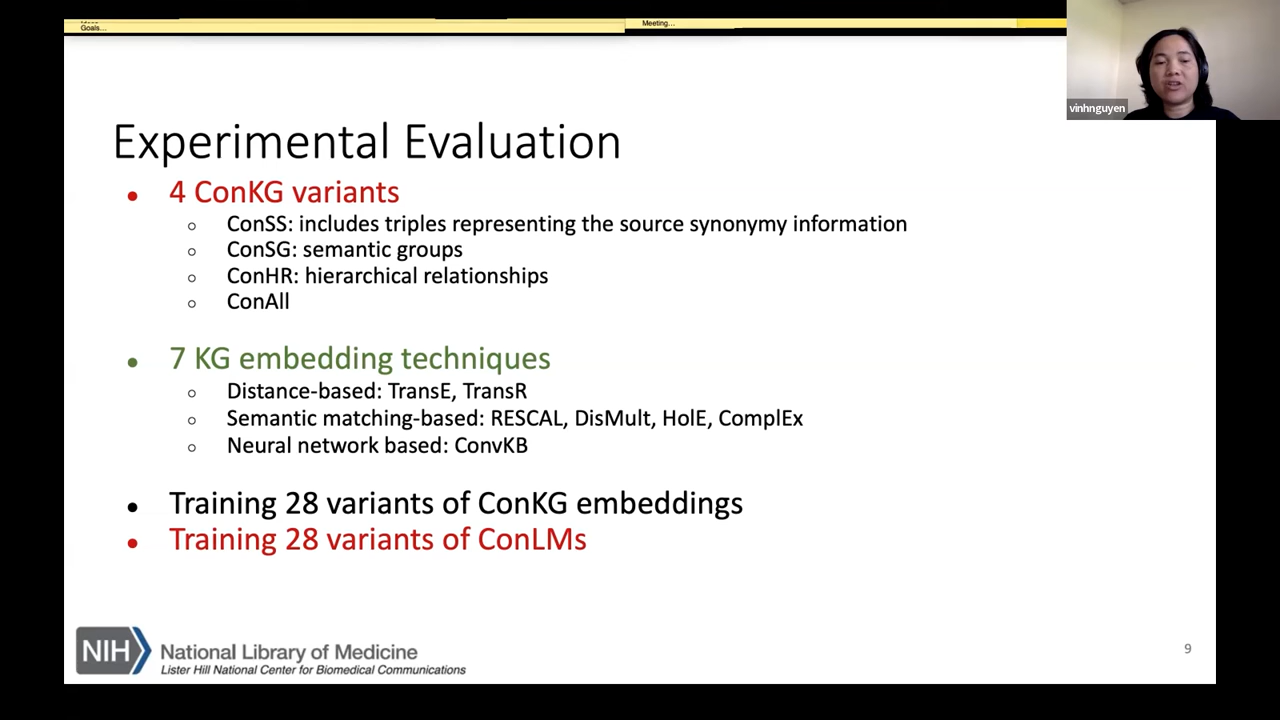 Goals...
Meeting...
vinhnguyen
Experimental Evaluation
4 ConKG variants
ConSS: includes triples representing the source synonymy information
ConSG: semantic groups
ConHR: hierarchical relationships
ConAll
7 KG embedding techniques
Distance-based: TransE, TransR
Semantic matching-based: RESCAL, DisMult, HolE, ComplEx
Neural network based: ConvKB
Training 28 variants of ConKG embeddings
Training 28 variants of ConLMs
NIH National Library of Medicine
Lister Hill National Center for Biomedical Communications
9